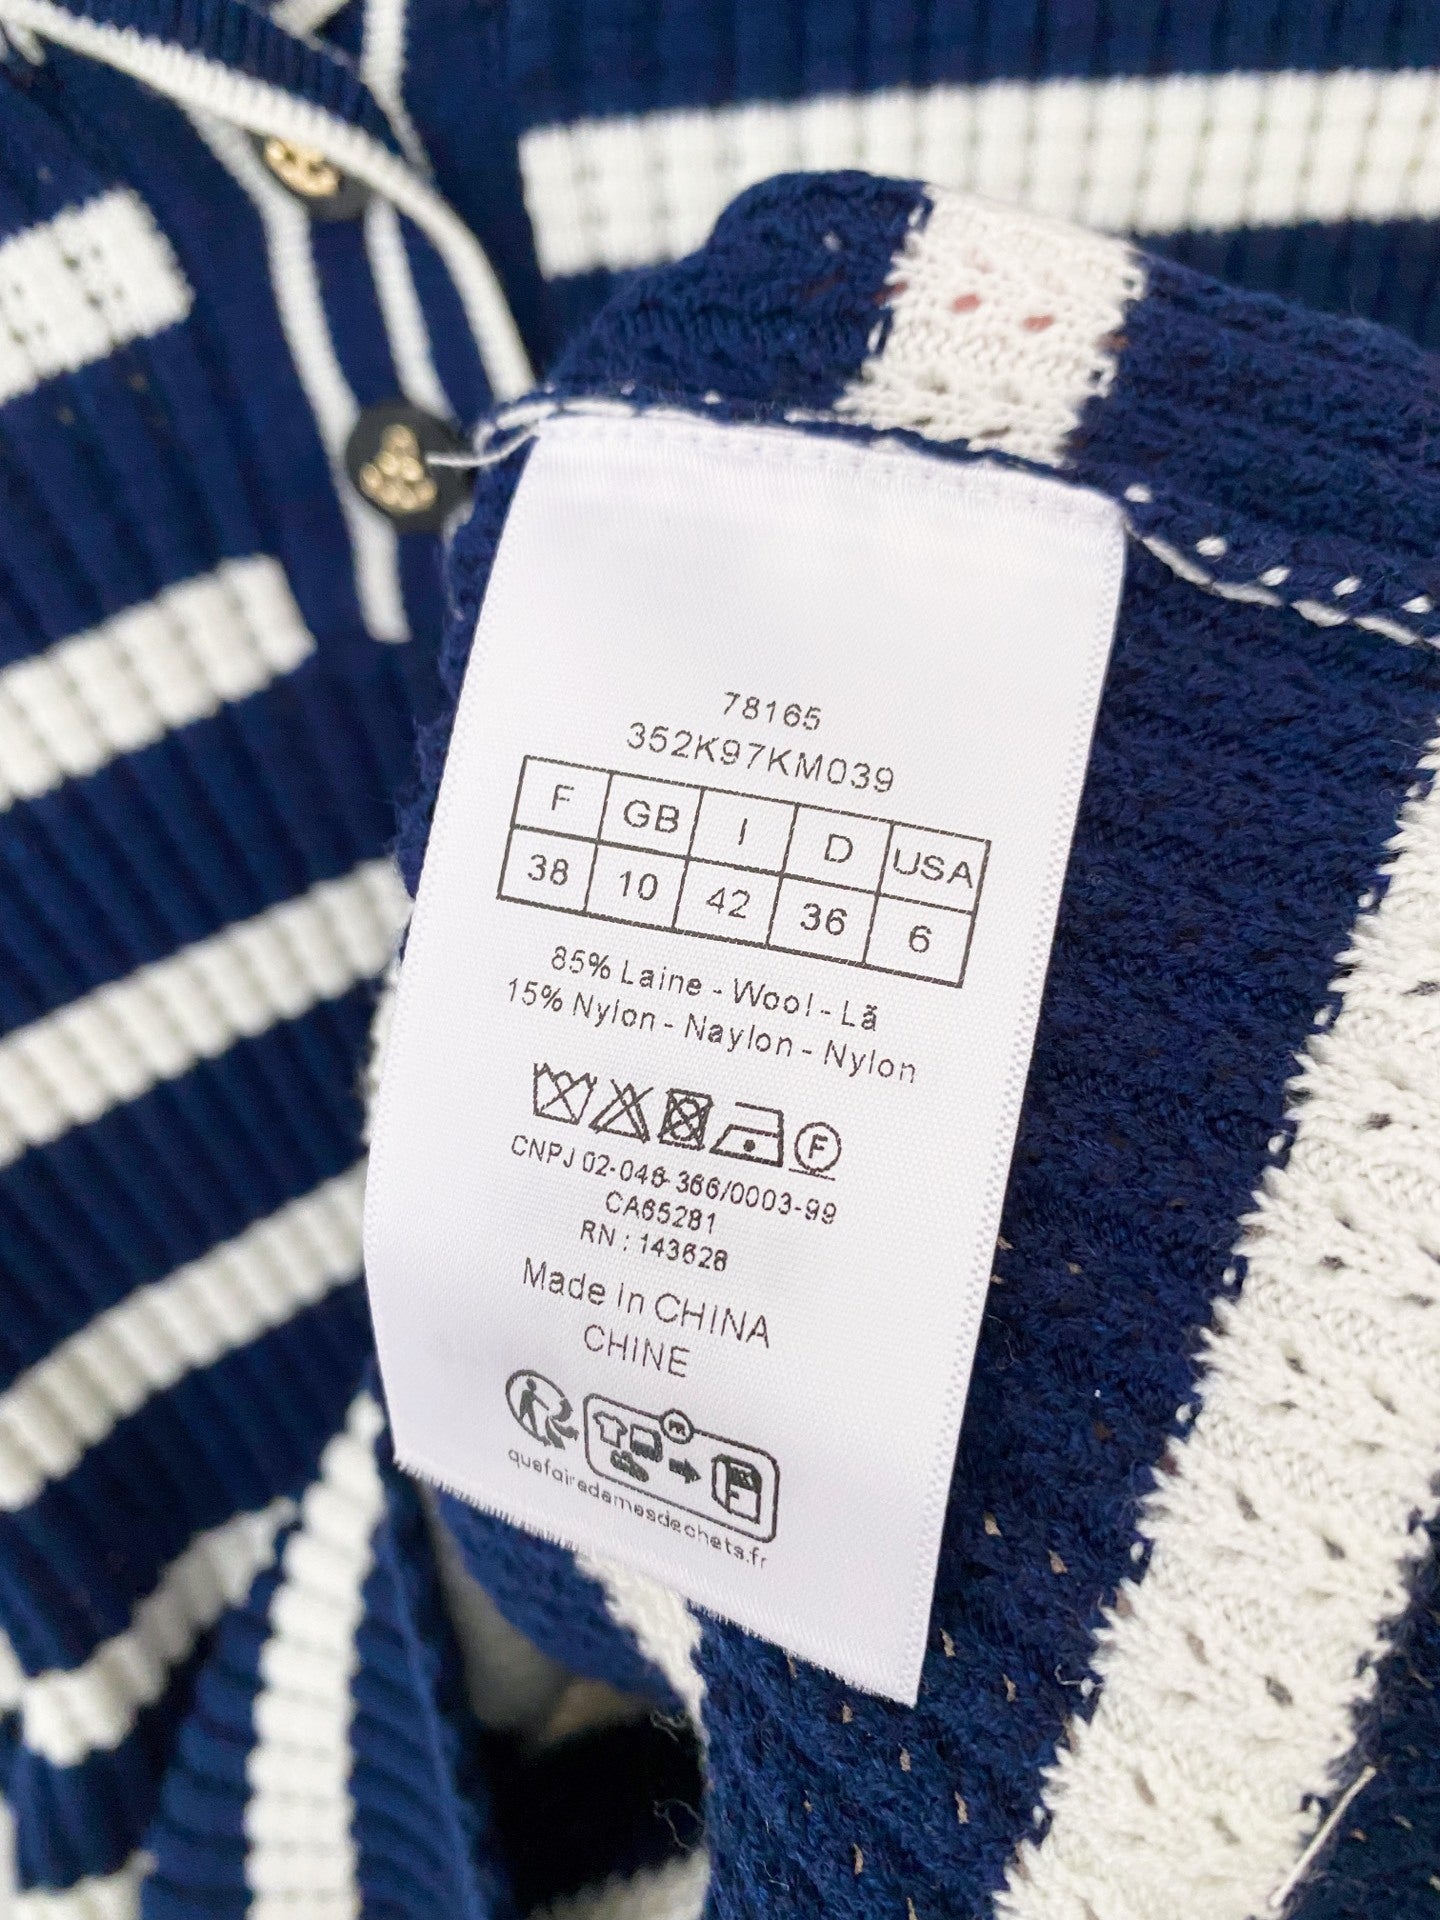 78165
352K97KM039
F GB I D USA
38 10 42 36 6
85% Laine - Wool - Lã
15% Nylon - Naylon - Nylon
F
CNPJ 02-046-366/0003-99
CA65281
RN : 143628
Made in CHINA
CHINE
FR
quefairedemesdechets.fr